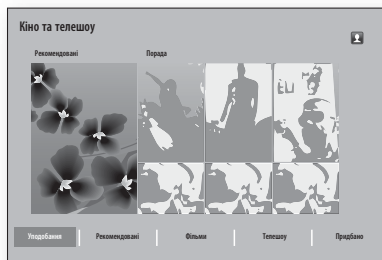 Кіно та телешоу
Рекомендовані Порада
Уподобання Рекомендовані Фільми Телешоу Придбано